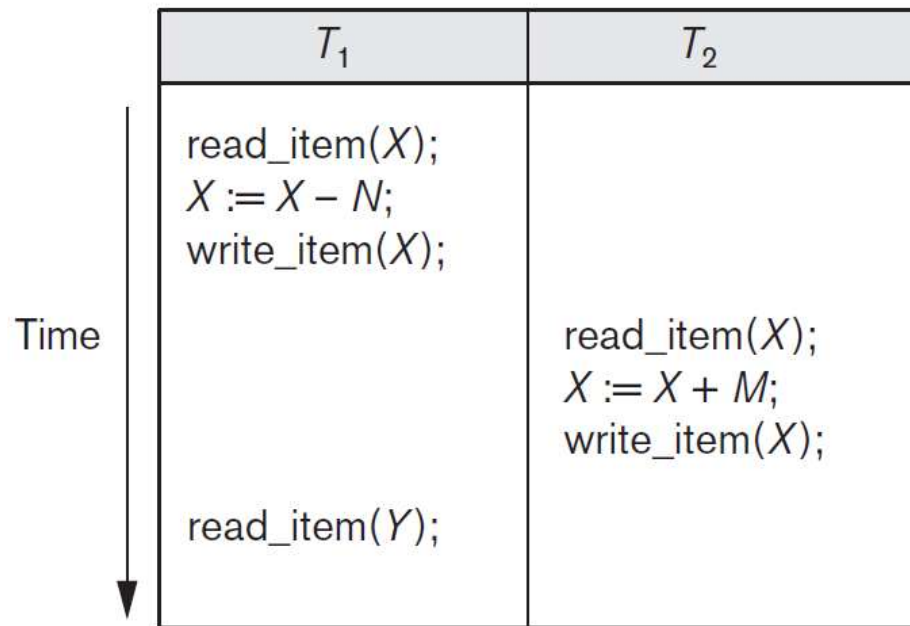 T₁ T₂
read_item(X);
X := X – N;
write_item(X);
Time
read_item(X);
X := X + M;
write_item(X);
read_item(Y);